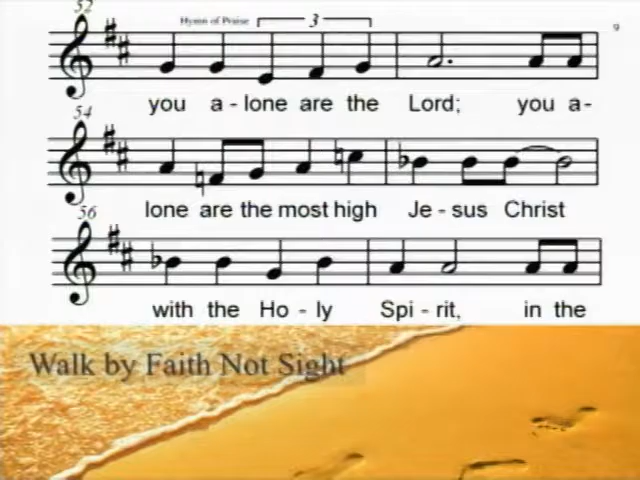 52
Hymn of Praise
3
9
you a - lone are the Lord; you a-
54
lone are the most high Je - sus Christ
56
with the Ho - ly Spi - rit, in the
Walk by Faith Not Sight